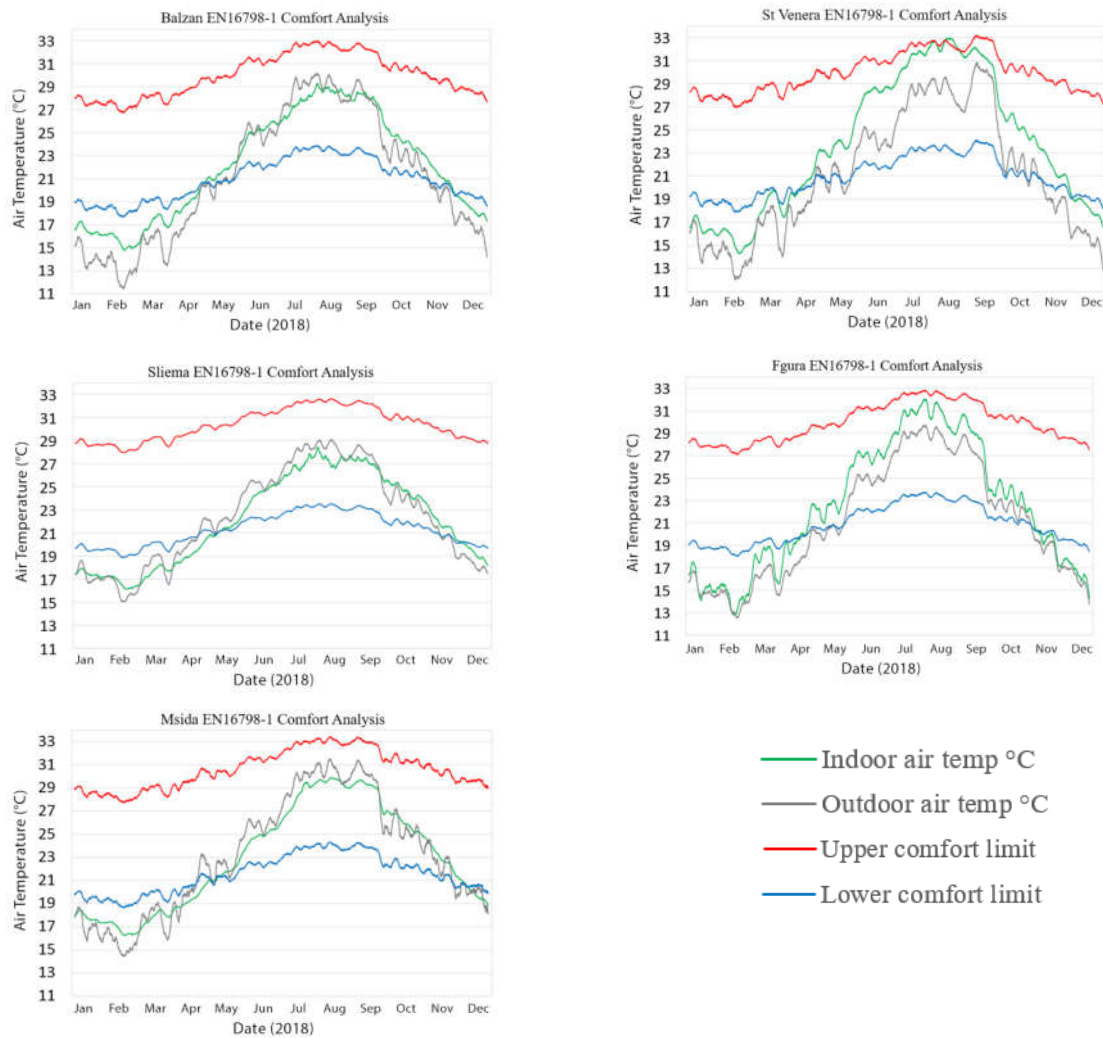 Balzan EN16798-1 Comfort Analysis
33
31
29
27
25
23
21
19
17
15
13
11
Air Temperature (°C)
Jan Feb Mar Apr May Jun Jul Aug Sep Oct Nov Dec
Date (2018)
St Venera EN16798-1 Comfort Analysis
33
31
29
27
25
23
21
19
17
15
13
11
Air Temperature (°C)
Jan Feb Mar Apr May Jun Jul Aug Sep Oct Nov Dec
Date (2018)
Sliema EN16798-1 Comfort Analysis
33
31
29
27
25
23
21
19
17
15
13
11
Air Temperature (°C)
Jan Feb Mar Apr May Jun Jul Aug Sep Oct Nov Dec
Date (2018)
Fgura EN16798-1 Comfort Analysis
33
31
29
27
25
23
21
19
17
15
13
11
Air Temperature (°C)
Jan Feb Mar Apr May Jun Jul Aug Sep Oct Nov Dec
Date (2018)
Msida EN16798-1 Comfort Analysis
33
31
29
27
25
23
21
19
17
15
13
11
Air Temperature (°C)
Jan Feb Mar Apr May Jun Jul Aug Sep Oct Nov Dec
Date (2018)
Indoor air temp °C
Outdoor air temp °C
Upper comfort limit
Lower comfort limit